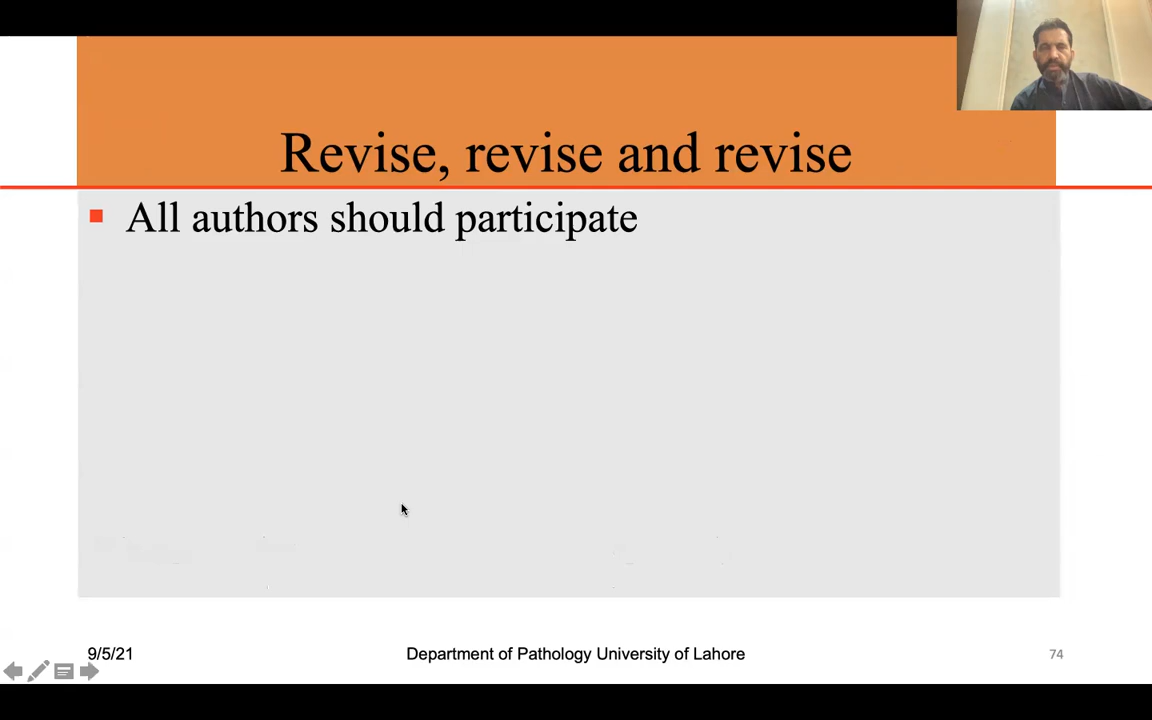 Revise, revise and revise
All authors should participate
9/5/21
Department of Pathology University of Lahore
74